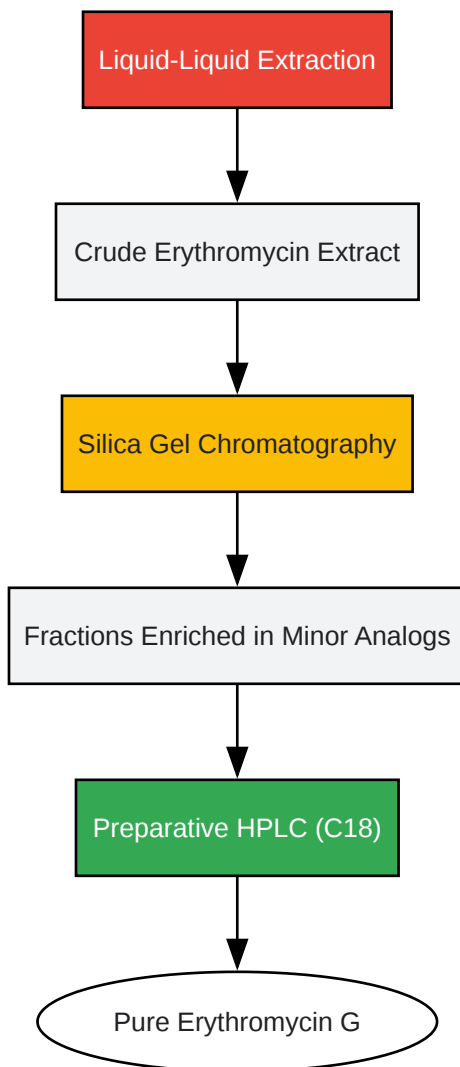 Liquid-Liquid Extraction
Crude Erythromycin Extract
Silica Gel Chromatography
Fractions Enriched in Minor Analogs
Preparative HPLC (C18)
Pure Erythromycin G